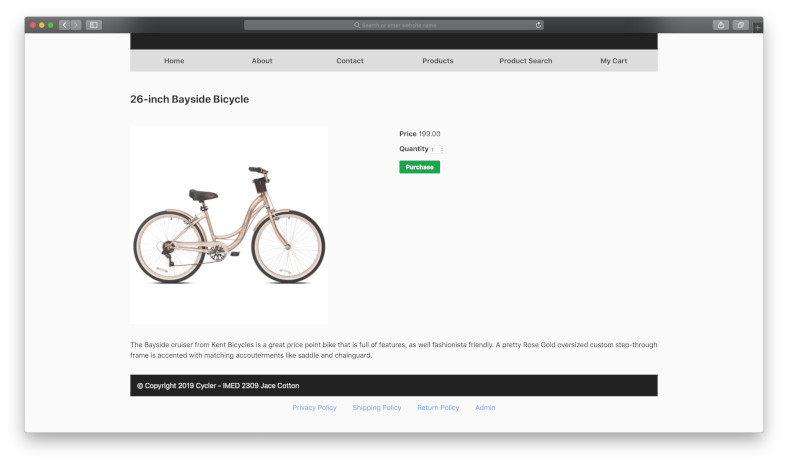 Search or enter website name
Home About Contact Products Product Search My Cart
26-inch Bayside Bicycle
Price 199.00
Quantity 1
Purchase
The Bayside cruiser from Kent Bicycles is a great price point bike that is full of features, as well fashionista friendly. A pretty Rose Gold oversized custom step-through
frame is accented with matching accouterments like saddle and chainguard.
© Copyright 2019 Cycler - IMED 2309 Jace Cotton
Privacy Policy Shipping Policy Return Policy Admin